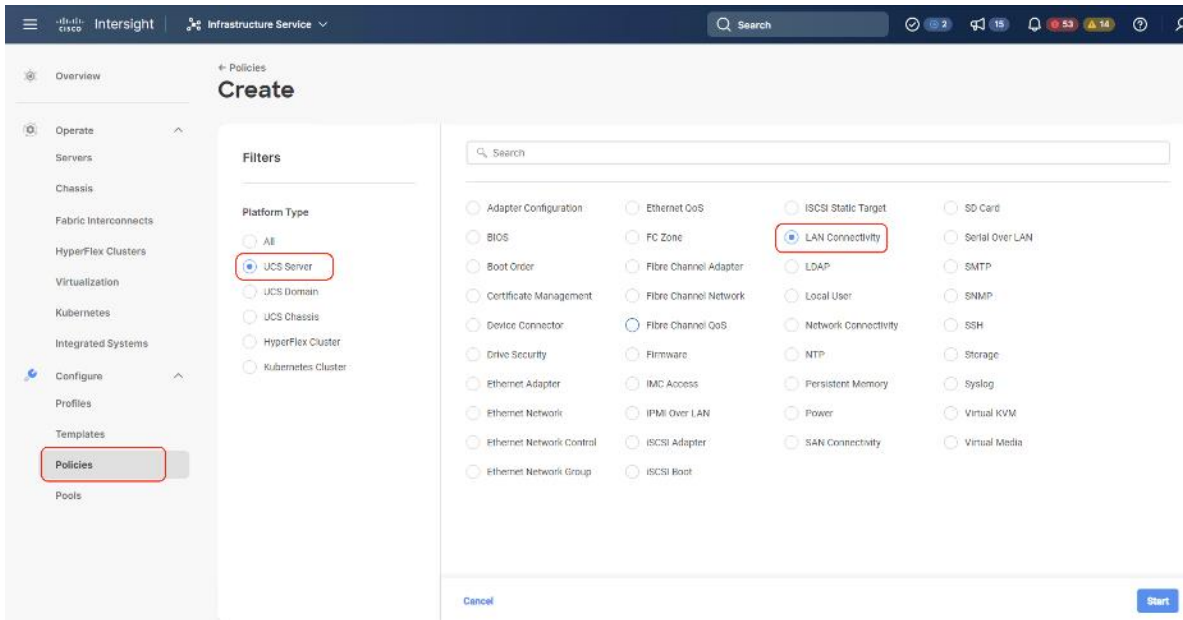 cisco Intersight
Infrastructure Service
Search
2
15
53
14
Overview
Operate
Servers
Chassis
Fabric Interconnects
HyperFlex Clusters
Virtualization
Kubernetes
Integrated Systems
Configure
Profiles
Templates
Policies
Pools
← Policies
Create
Filters
Platform Type
All
UCS Server
UCS Domain
UCS Chassis
HyperFlex Cluster
Kubernetes Cluster
Search
Adapter Configuration
BIOS
Boot Order
Certificate Management
Device Connector
Drive Security
Ethernet Adapter
Ethernet Network
Ethernet Network Control
Ethernet Network Group
Ethernet QoS
FC Zone
Fibre Channel Adapter
Fibre Channel Network
Fibre Channel QoS
Firmware
IMC Access
IPMI Over LAN
iSCSI Adapter
iSCSI Boot
iSCSI Static Target
LAN Connectivity
LDAP
Local User
Network Connectivity
NTP
Persistent Memory
Power
SAN Connectivity
SD Card
Serial Over LAN
SMTP
SNMP
SSH
Storage
Syslog
Virtual KVM
Virtual Media
Cancel
Start